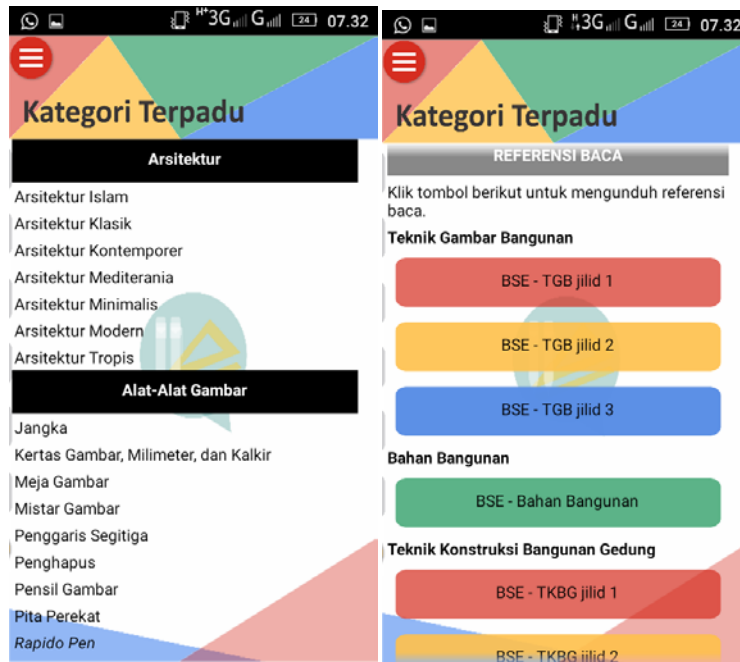 H+ 3G G 24 07.32
Kategori Terpadu
Arsitektur
Arsitektur Islam
Arsitektur Klasik
Arsitektur Kontemporer
Arsitektur Mediterania
Arsitektur Minimalis
Arsitektur Modern
Arsitektur Tropis
Alat-Alat Gambar
Jangka
Kertas Gambar, Milimeter, dan Kalkir
Meja Gambar
Mistar Gambar
Penggaris Segitiga
Penghapus
Pensil Gambar
Pita Perekat
Rapido Pen
3G G 24 07.32
Kategori Terpadu
REFERENSI BACA
Klik tombol berikut untuk mengunduh referensi
baca.
Teknik Gambar Bangunan
BSE - TGB jilid 1
BSE - TGB jilid 2
BSE - TGB jilid 3
Bahan Bangunan
BSE - Bahan Bangunan
Teknik Konstruksi Bangunan Gedung
BSE - TKBG jilid 1
BSE - TKBG jilid 2